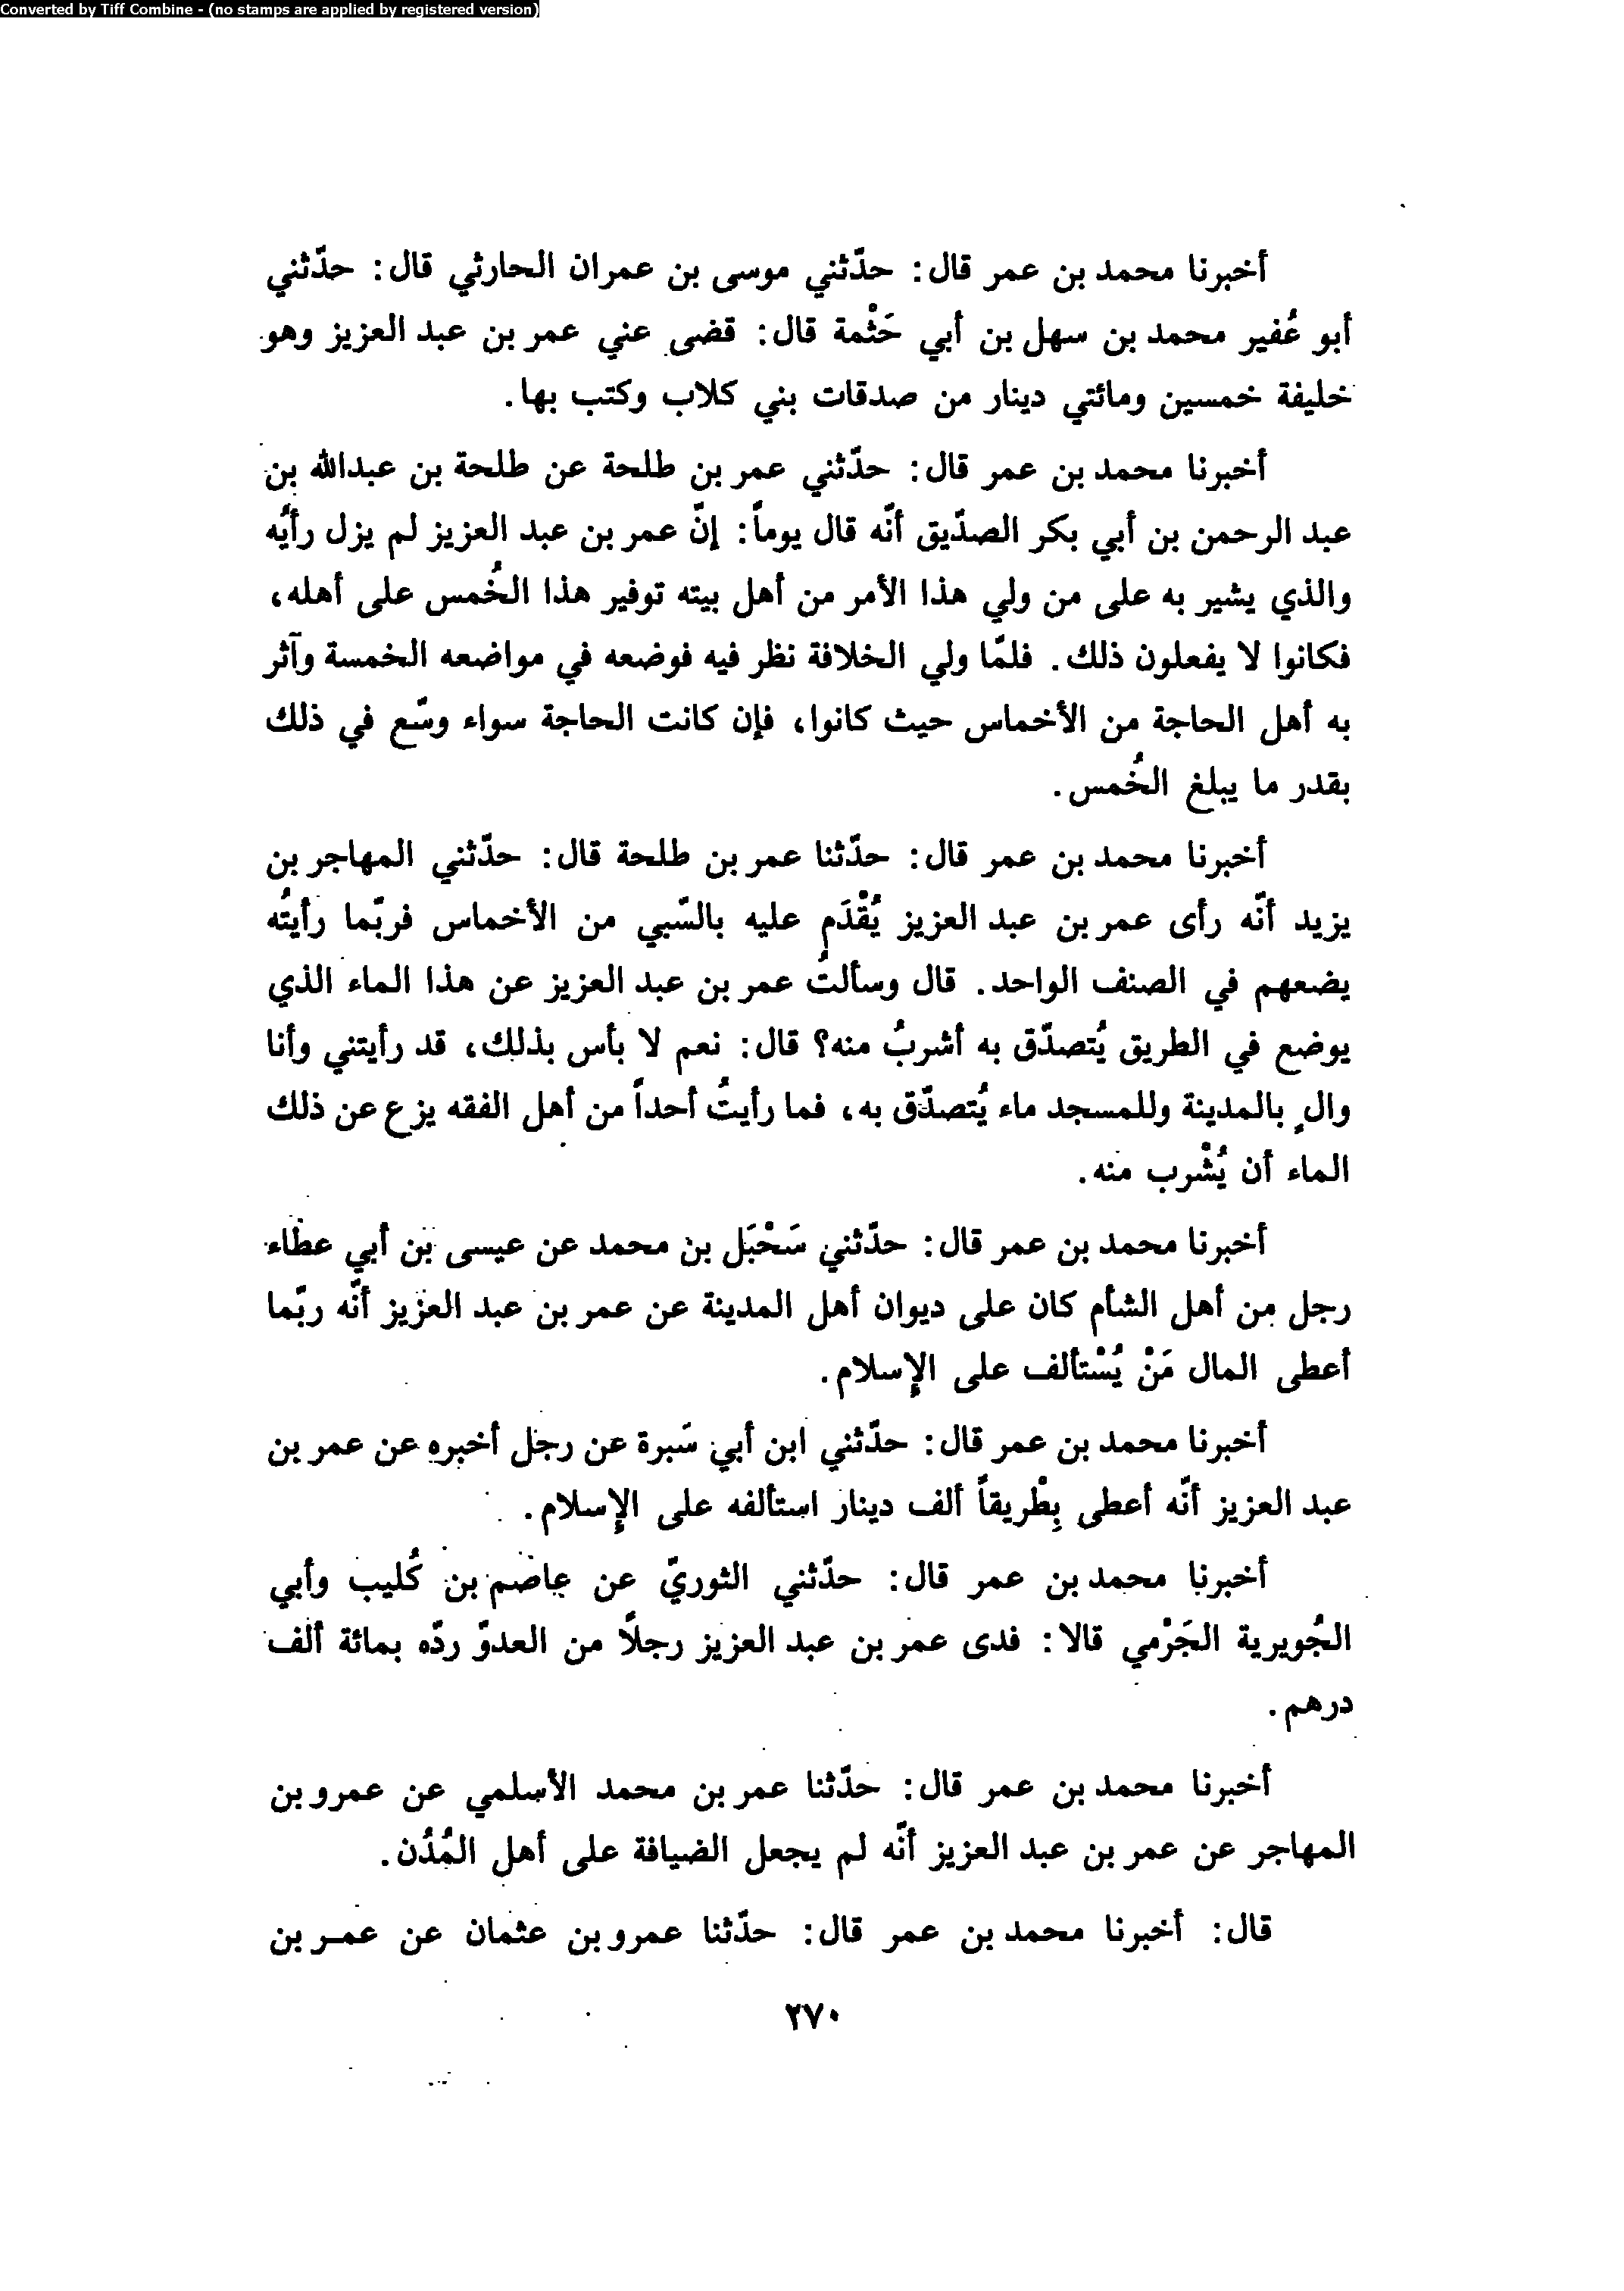 Converted by Tiff Combine - (no stamps are applied by registered version)
أخبرنا محمد بن عمر قال: حدّثني موسى بن عمران الحارثي قال: حدّثني
أبو عُفير محمد بن سهل بن أبي حَثْمة قال: قضى عني عمر بن عبد العزيز وهو
خليفة خمسين ومائتي دينار من صدقات بني كلاب وكتب بها.
أخبرنا محمد بن عمر قال: حدّثني عمر بن طلحة عن طلحة بن عبدالله بن
عبد الرحمن بن أبي بكر الصدّيق أنّه قال يوماً: إنّ عمر بن عبد العزيز لم يزل رأيُه
والذي يشير به على من ولي هذا الأمر من أهل بيته توفير هذا الخُمس على أهله،
فكانوا لا يفعلون ذلك. فلمّا ولي الخلافة نظر فيه فوضعه في مواضعه الخمسة وآثر
به أهل الحاجة من الأخماس حيث كانوا، فإن كانت الحاجة سواء وسّع في ذلك
بقدر ما يبلغ الخُمس.
أخبرنا محمد بن عمر قال: حدّثنا عمر بن طلحة قال: حدّثني المهاجر بن
يزيد أنّه رأى عمر بن عبد العزيز يُقْدَم عليه بالسّبي من الأخماس فربّما رأيتُه
يضعهم في الصنف الواحد. قال وسألتُ عمر بن عبد العزيز عن هذا الماء الذي
يوضع في الطريق يُتصدّق به أشربُ منه؟ قال: نعم لا بأس بذلك، قد رأيتني وأنا
والٍ بالمدينة وللمسجد ماء يُتصدّق به، فما رأيتُ أحداً من أهل الفقه يزع عن ذلك
الماء أن يُشْرب منه.
أخبرنا محمد بن عمر قال: حدّثني سَحْبَل بن محمد عن عيسى بن أبي عطاء
رجل من أهل الشأم كان على ديوان أهل المدينة عن عمر بن عبد العزيز أنّه ربّما
أعطى المال مَنْ يُسْتألف على الإسلام.
أخبرنا محمد بن عمر قال: حدّثني ابن أبي سَبرة عن رجل أخبره عن عمر بن
عبد العزيز أنّه أعطى بِطْريقاً ألف دينار استألفه على الإسلام.
أخبرنا محمد بن عمر قال: حدّثني الثوريّ عن عاصم بن كُليب وأبي
الجُويرية الجَرْمي قالا: فدى عمر بن عبد العزيز رجلاً من العدوّ ردّه بمائة ألف
درهم.
أخبرنا محمد بن عمر قال: حدّثنا عمر بن محمد الأسلمي عن عمرو بن
المهاجر عن عمر بن عبد العزيز أنّه لم يجعل الضيافة على أهل المُدُن.
قال: أخبرنا محمد بن عمر قال: حدّثنا عمرو بن عثمان عن عمر بن
٢٧٠